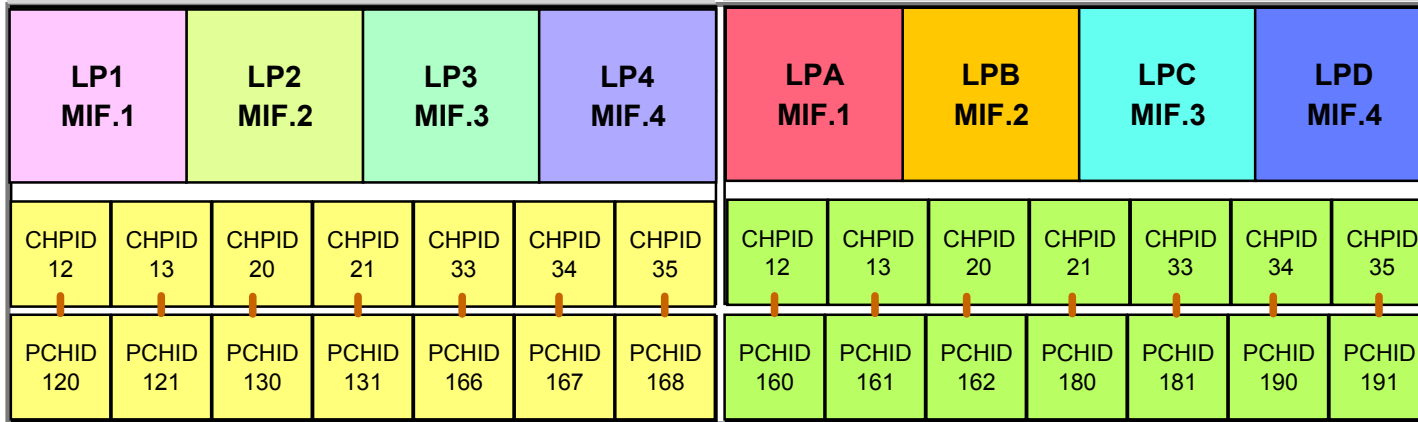 LP1 LP2 LP3 LP4 LPA LPB LPC LPD
MIF.1 MIF.2 MIF.3 MIF.4 MIF.1 MIF.2 MIF.3 MIF.4
CHPID CHPID CHPID CHPID CHPID CHPID CHPID CHPID CHPID CHPID CHPID CHPID CHPID CHPID
12 13 20 21 33 34 35 12 13 20 21 33 34 35
PCHID PCHID PCHID PCHID PCHID PCHID PCHID PCHID PCHID PCHID PCHID PCHID PCHID PCHID
120 121 130 131 166 167 168 160 161 162 180 181 190 191